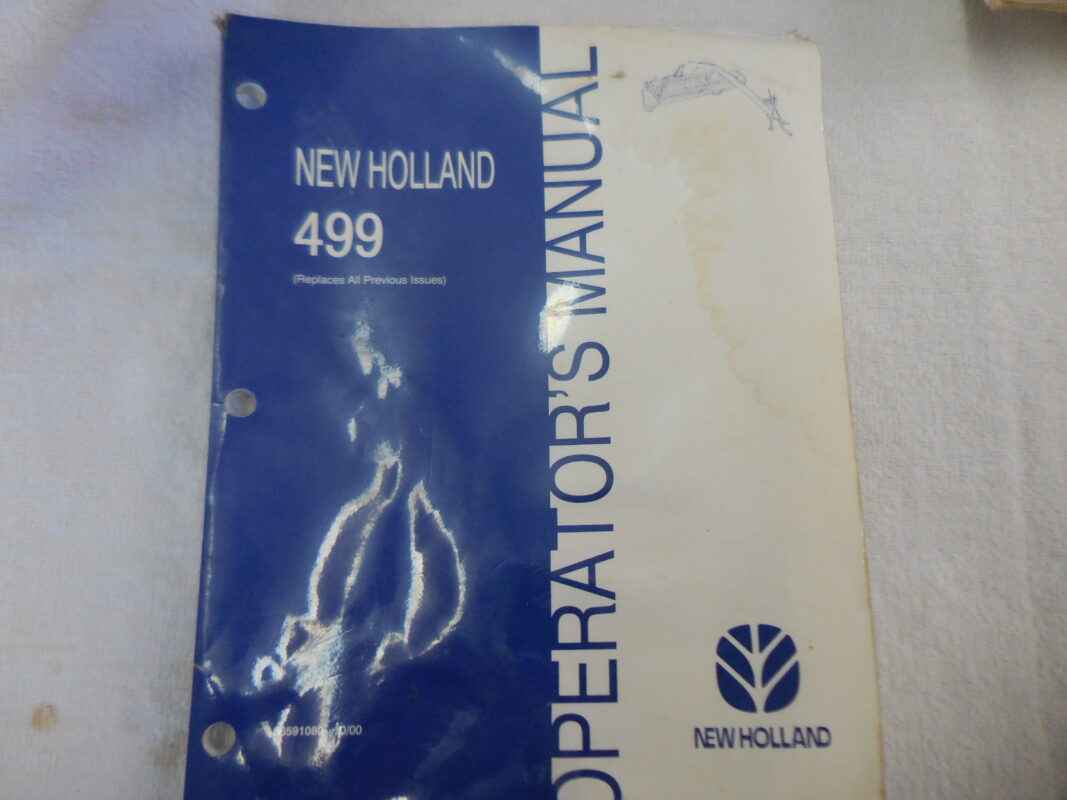 NEW HOLLAND
499
(Replaces All Previous Issues)
OPERATOR'S MANUAL
NEW HOLLAND